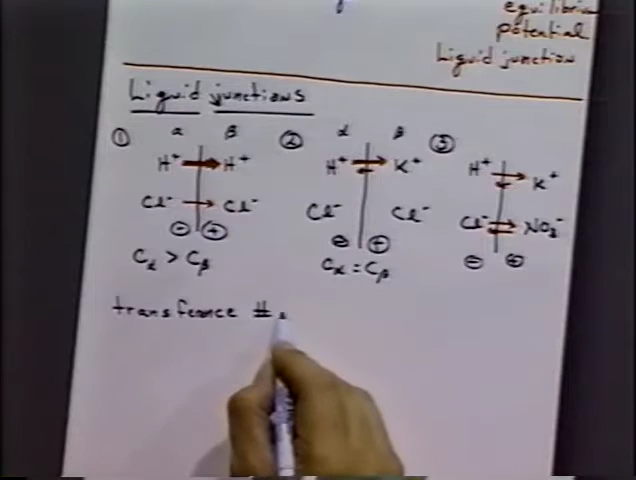 equilibrium
potential
Liquid junction
Liquid junctions
① α β ② α β ③
H⁺ H⁺ H⁺ K⁺ H⁺ K⁺
Cl⁻ Cl⁻ Cl⁻ Cl⁻ Cl⁻ NO₃⁻
⊖ ⊕ ⊖ ⊕ ⊖ ⊕
Cα > Cβ Cα = Cβ
transference #s